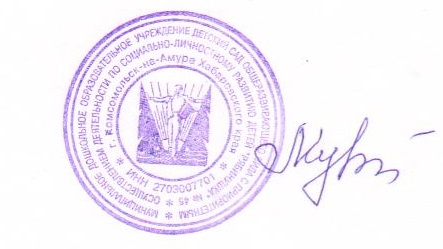 МУНИЦИПАЛЬНОЕ ДОШКОЛЬНОЕ ОБРАЗОВАТЕЛЬНОЕ УЧРЕЖДЕНИЕ ДЕТСКИЙ САД ОБЩЕРАЗВИВАЮЩЕГО ВИДА С ПРИОРИТЕТНЫМ
ОСУЩЕСТВЛЕНИЕМ ДЕЯТЕЛЬНОСТИ ПО СОЦИАЛЬНО-ЛИЧНОСТНОМУ РАЗВИТИЮ ДЕТЕЙ "РЯБИНУШКА" № 45
г. Комсомольск-на-Амуре Хабаровского края
ИНН 2703007701